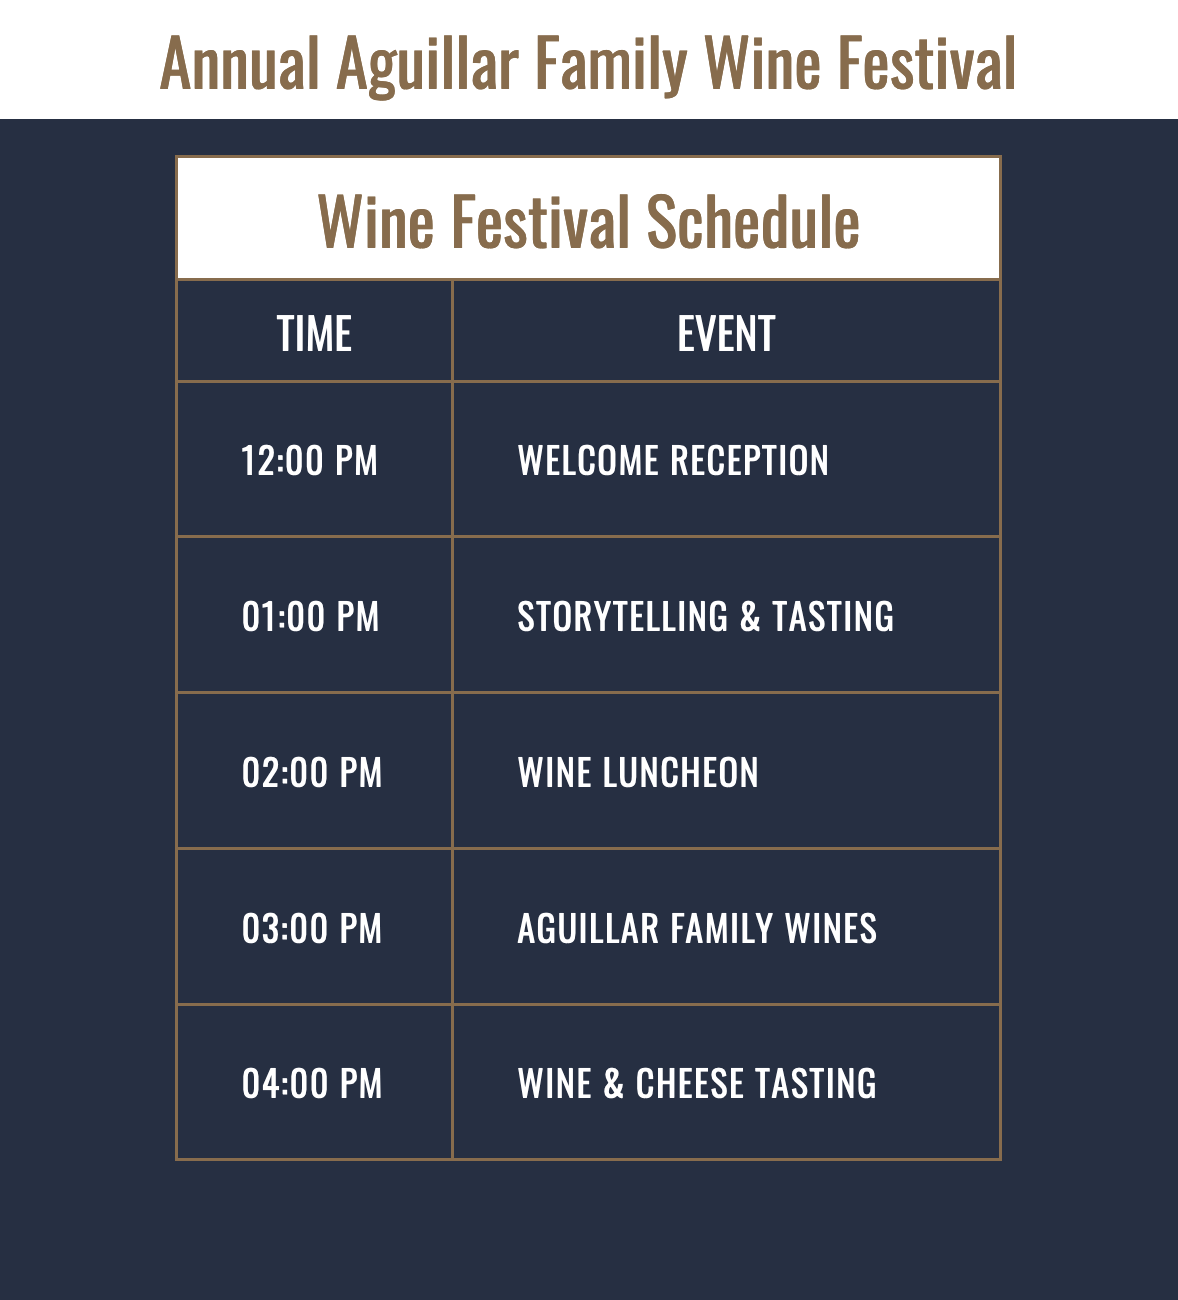 Annual Aguillar Family Wine Festival
Wine Festival Schedule
TIME EVENT
12:00 PM WELCOME RECEPTION
01:00 PM STORYTELLING & TASTING
02:00 PM WINE LUNCHEON
03:00 PM AGUILLAR FAMILY WINES
04:00 PM WINE & CHEESE TASTING